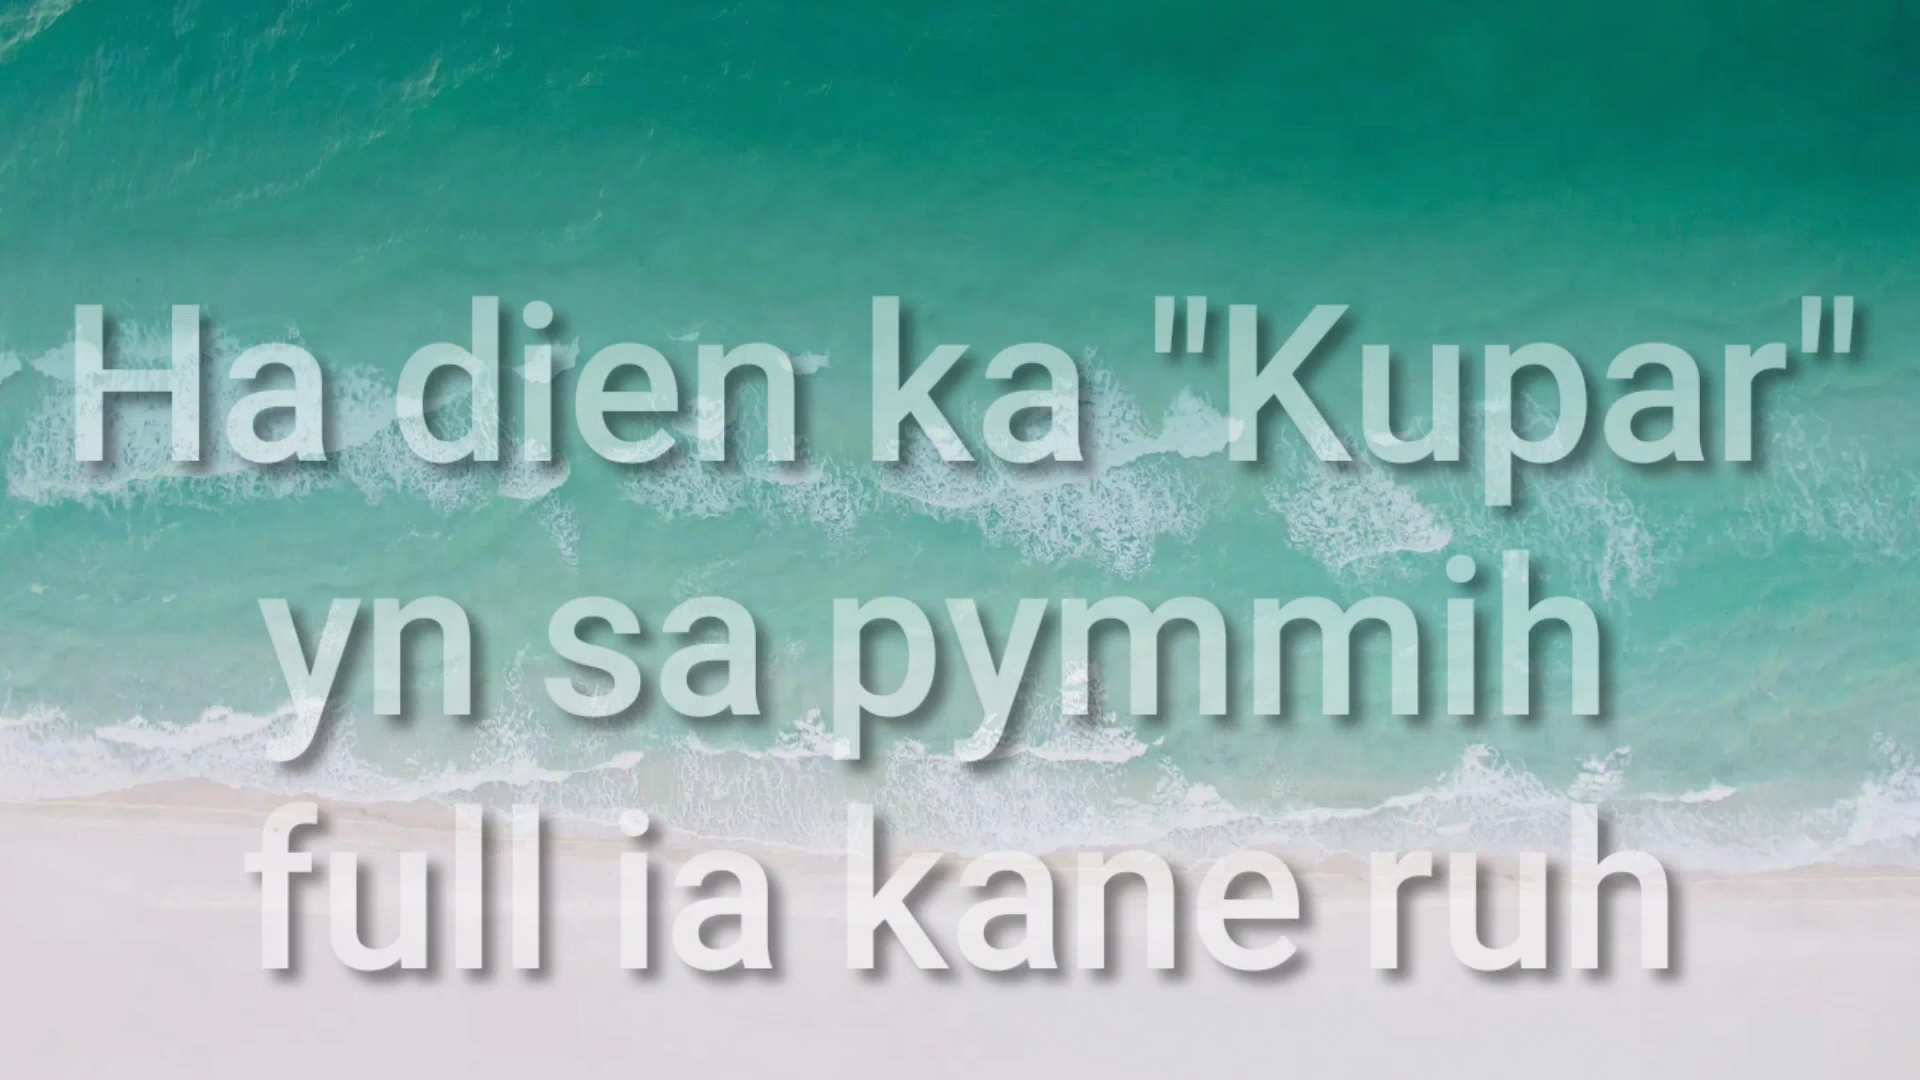 Ha dien ka "Kupar"
yn sa pymmih
full ia kane ruh